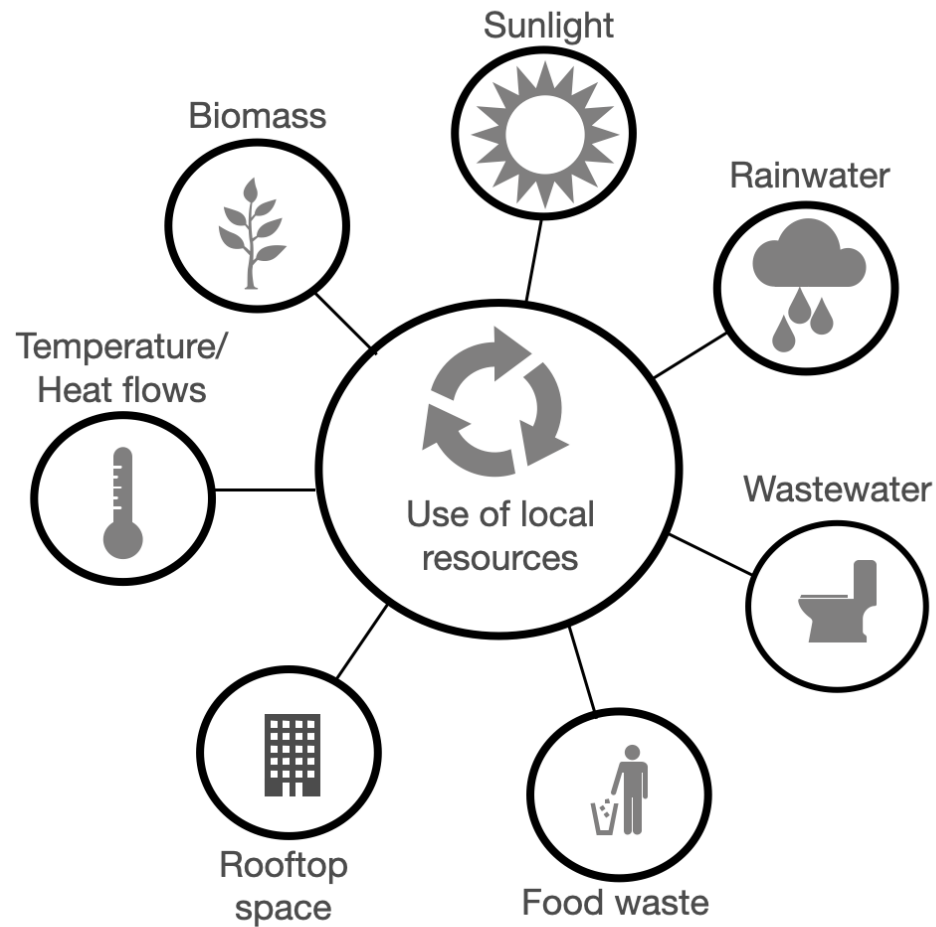 Sunlight
Biomass
Rainwater
Temperature/
Heat flows
Wastewater
Use of local
resources
Rooftop
space
Food waste